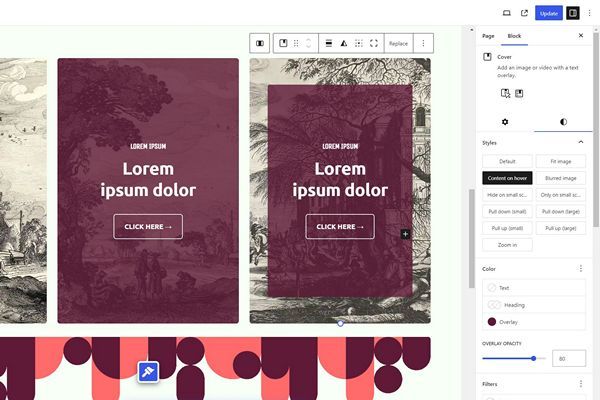 Update
Replace
Page
Block
Cover
Add an image or video with a text
overlay.
Styles
Default
Fit image
Content on hover
Blurred image
Hide on small sc...
Only on small sc...
Pull down (small)
Pull down (large)
Pull up (small)
Pull up (large)
Zoom in
Color
Text
Heading
Overlay
OVERLAY OPACITY
80
Filters
LOREM IPSUM
Lorem
ipsum dolor
CLICK HERE →
LOREM IPSUM
Lorem
ipsum dolor
CLICK HERE →